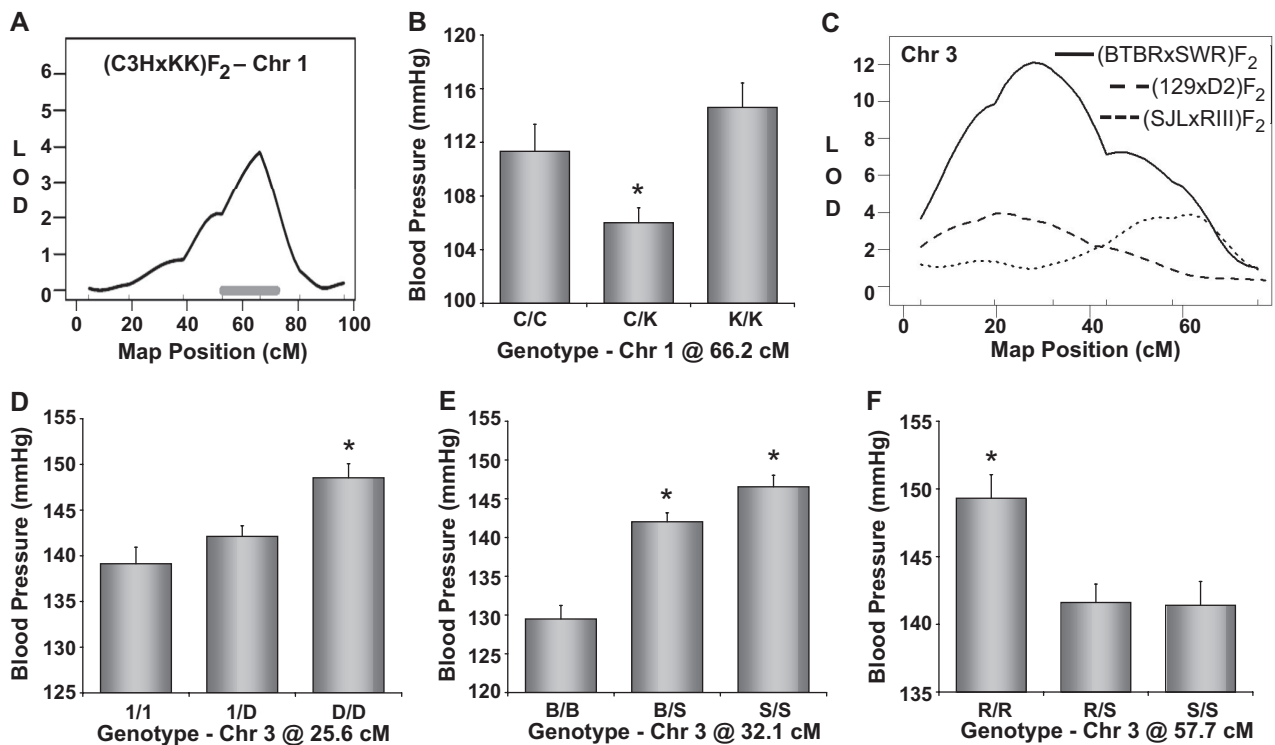 A
(C3HxKK)F2 – Chr 1
6
5
4
3
2
1
0
L
O
D
0 20 40 60 80 100
Map Position (cM)
B
120
116
112
108
104
100
Blood Pressure (mmHg)
*
C/C C/K K/K
Genotype - Chr 1 @ 66.2 cM
C
Chr 3
(BTBRxSWR)F2
(129xD2)F2
(SJLxRIII)F2
12
10
8
6
4
2
0
L
O
D
0 20 40 60
Map Position (cM)
D
155
150
145
140
135
130
125
Blood Pressure (mmHg)
*
1/1 1/D D/D
Genotype - Chr 3 @ 25.6 cM
E
155
150
145
140
135
130
125
120
Blood Pressure (mmHg)
* *
B/B B/S S/S
Genotype - Chr 3 @ 32.1 cM
F
155
150
145
140
135
Blood Pressure (mmHg)
*
R/R R/S S/S
Genotype - Chr 3 @ 57.7 cM